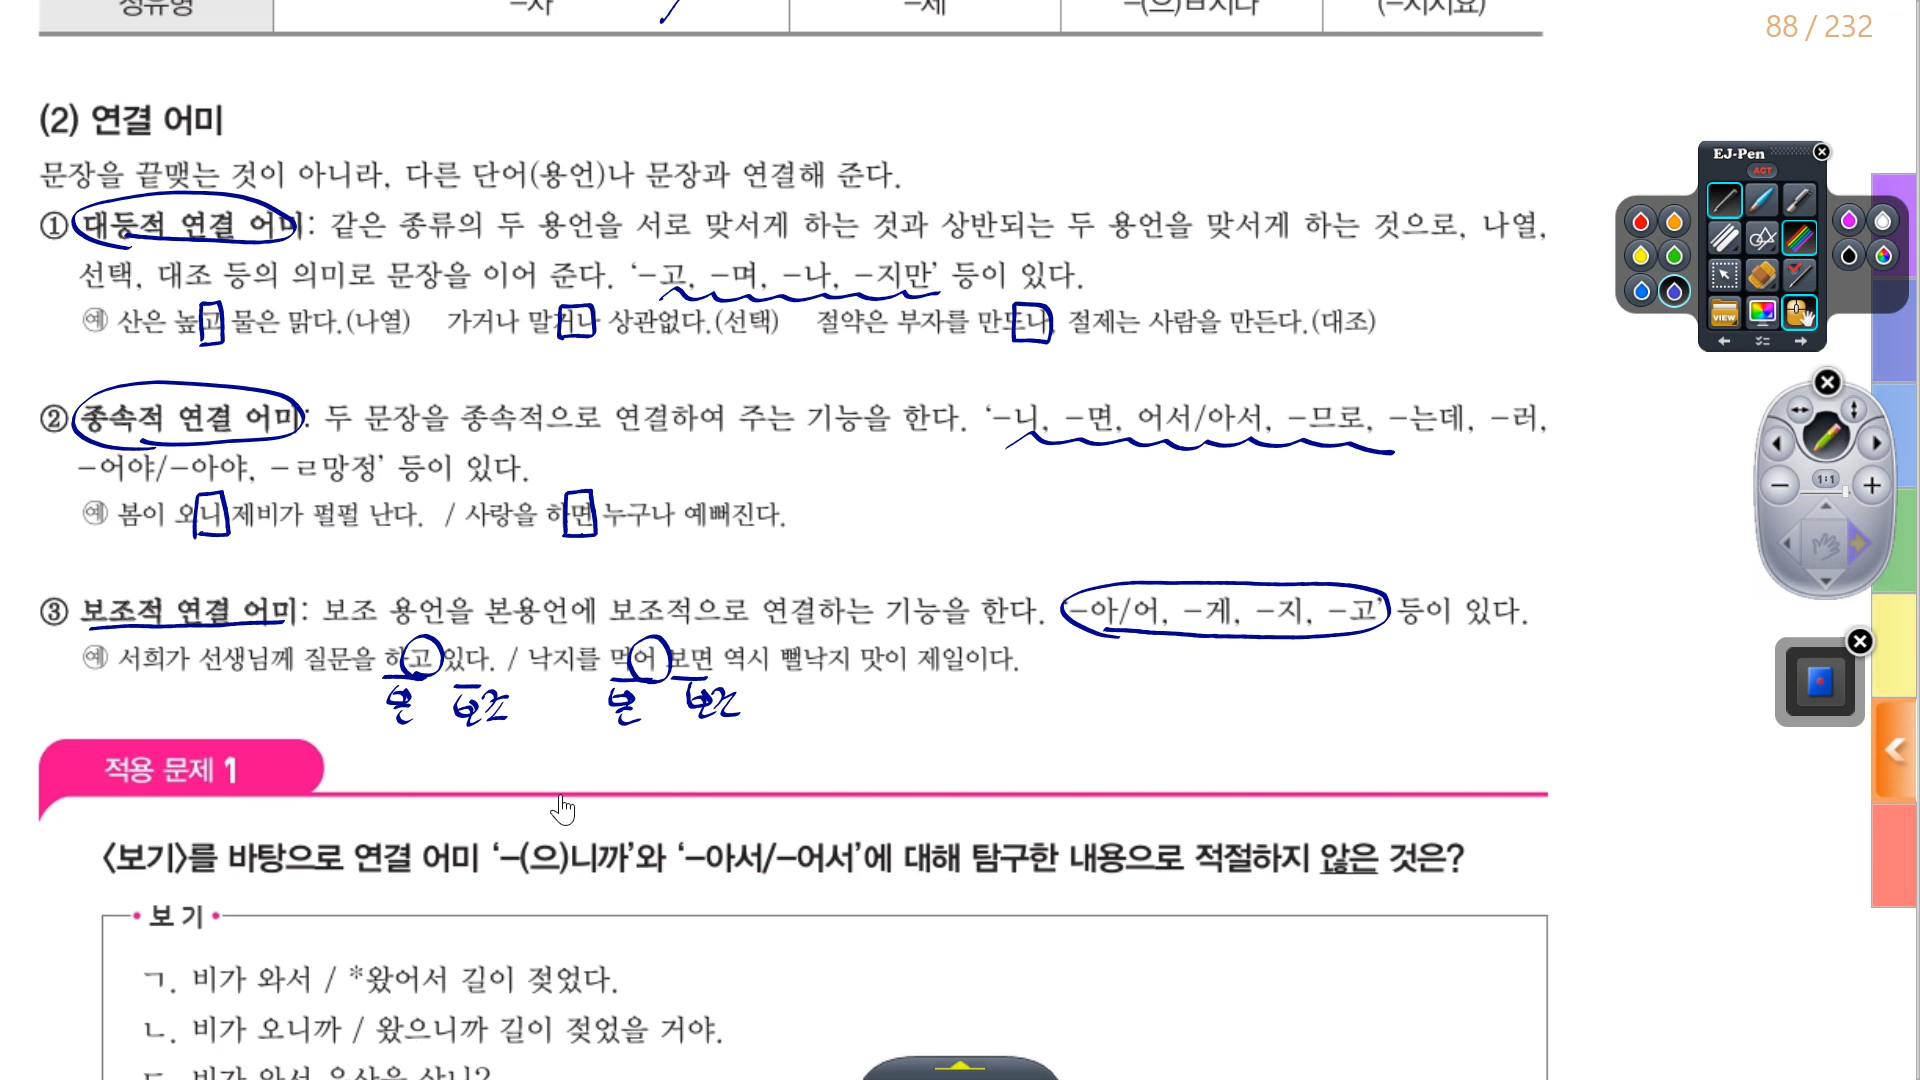 88 / 232
(2) 연결 어미
문장을 끝맺는 것이 아니라, 다른 단어(용언)나 문장과 연결해 준다.
① 대등적 연결 어미: 같은 종류의 두 용언을 서로 맞서게 하는 것과 상반되는 두 용언을 맞서게 하는 것으로, 나열,
선택, 대조 등의 의미로 문장을 이어 준다. ‘-고, -며, -나, -지만’ 등이 있다.
예 산은 높고 물은 맑다.(나열) 가거나 말거나 상관없다.(선택) 절약은 부자를 만드나, 절제는 사람을 만든다.(대조)
② 종속적 연결 어미: 두 문장을 종속적으로 연결하여 주는 기능을 한다. ‘-니, -면, 어서/아서, -므로, -는데, -러,
-어야/-아야, -ㄹ망정’ 등이 있다.
예 봄이 오니 제비가 펄펄 난다. / 사랑을 하면 누구나 예뻐진다.
③ 보조적 연결 어미: 보조 용언을 본용언에 보조적으로 연결하는 기능을 한다. ‘-아/어, -게, -지, -고’ 등이 있다.
예 서희가 선생님께 질문을 하고 있다. / 낙지를 먹어 보면 역시 뻘낙지 맛이 제일이다.
본 보조 본 보조
적용 문제 1
〈보기〉를 바탕으로 연결 어미 ‘-(으)니까’와 ‘-아서/-어서’에 대해 탐구한 내용으로 적절하지 않은 것은?
보 기
ㄱ. 비가 와서 / *왔어서 길이 젖었다.
ㄴ. 비가 오니까 / 왔으니까 길이 젖었을 거야.
EJ-Pen
ACT
VIEW
1:1